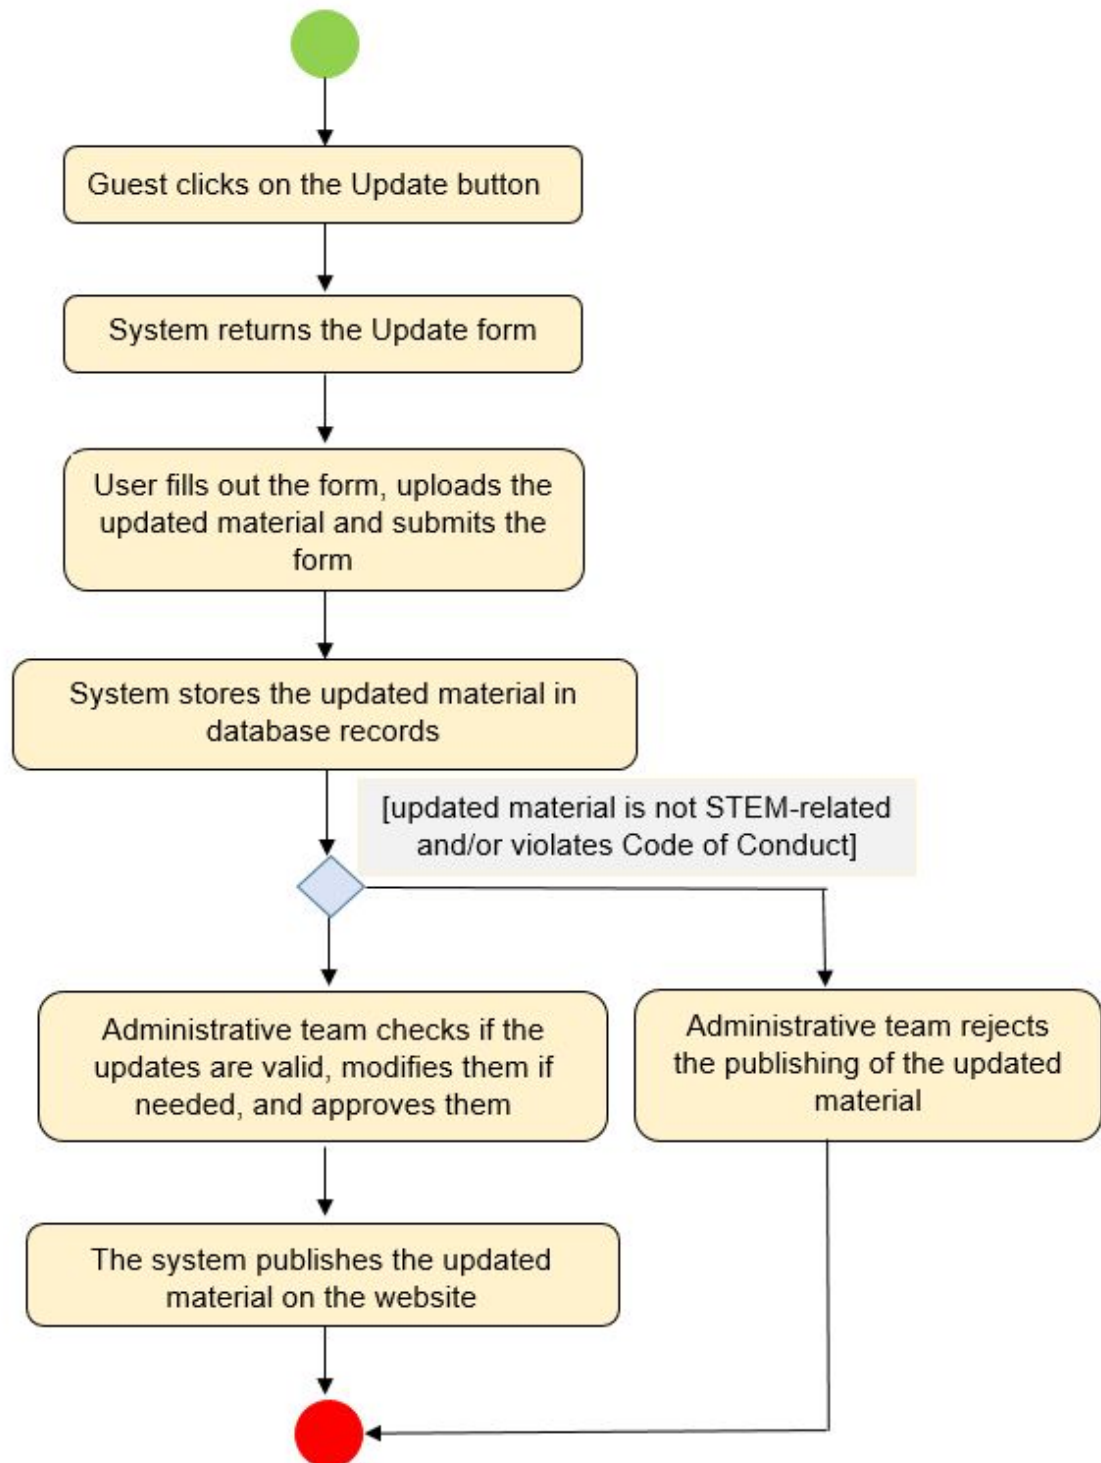 Guest clicks on the Update button
System returns the Update form
User fills out the form, uploads the
updated material and submits the
form
System stores the updated material in
database records
[updated material is not STEM-related
and/or violates Code of Conduct]
Administrative team checks if the
updates are valid, modifies them if
needed, and approves them
Administrative team rejects
the publishing of the updated
material
The system publishes the updated
material on the website